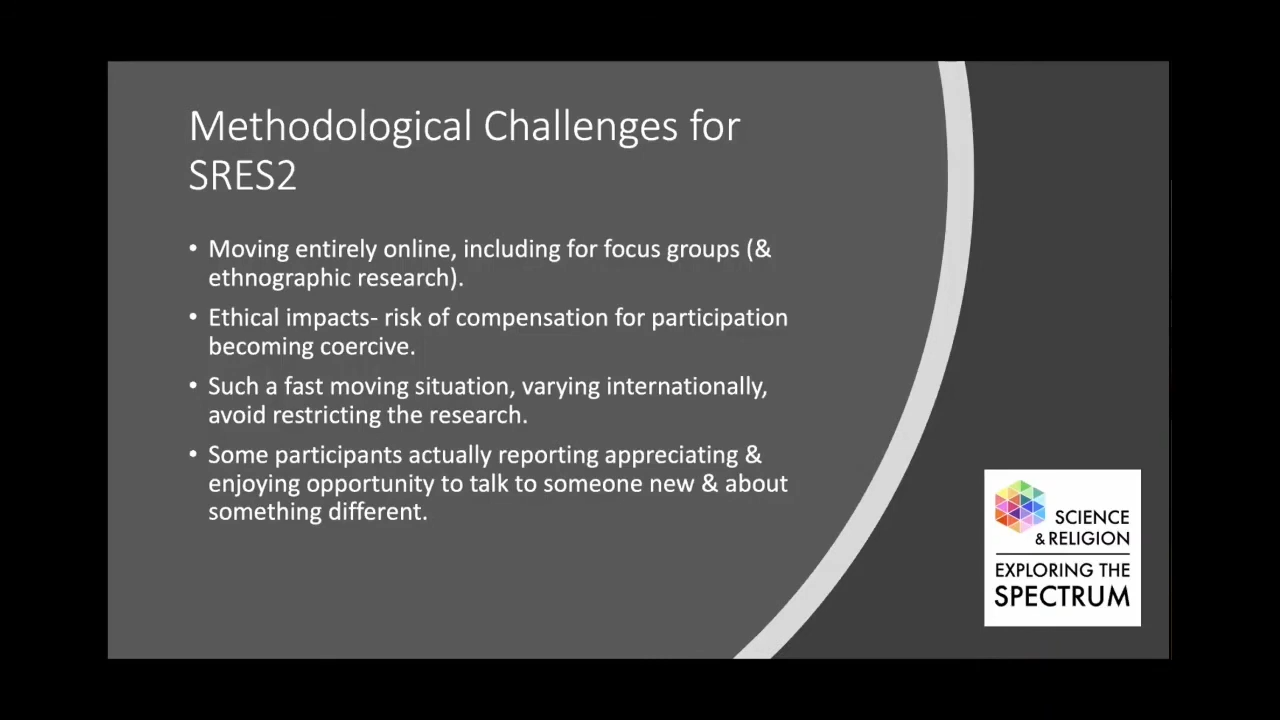 Methodological Challenges for
SRES2
• Moving entirely online, including for focus groups (&
ethnographic research).
• Ethical impacts- risk of compensation for participation
becoming coercive.
• Such a fast moving situation, varying internationally,
avoid restricting the research.
• Some participants actually reporting appreciating &
enjoying opportunity to talk to someone new & about
something different.
SCIENCE
& RELIGION
EXPLORING THE
SPECTRUM